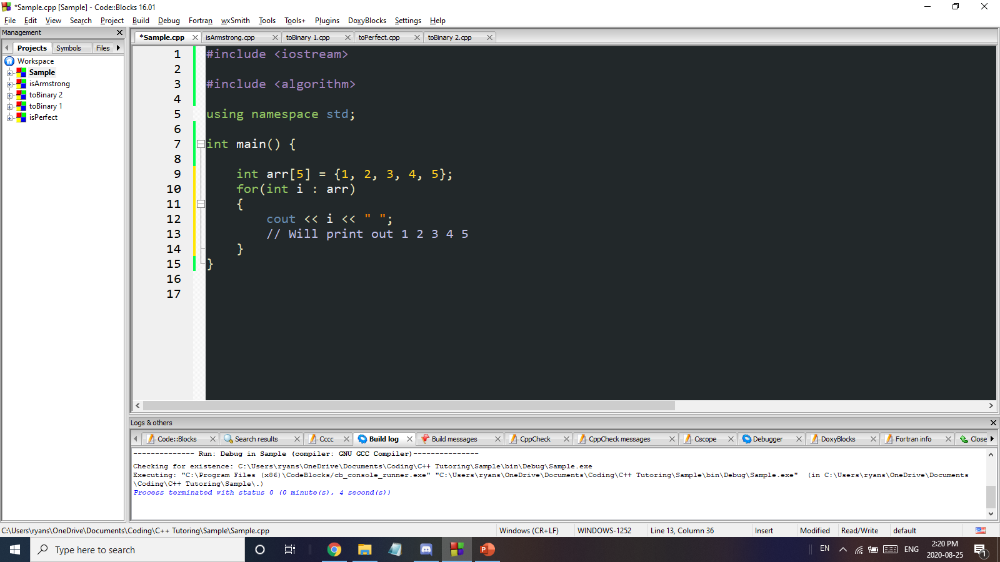 *Sample.cpp [Sample] - Code::Blocks 16.01
File Edit View Search Project Build Debug Fortran wxSmith Tools Tools+ Plugins DoxyBlocks Settings Help
Management
Projects Symbols Files
Workspace
Sample
isArmstrong
toBinary 2
toBinary 1
isPerfect
*Sample.cpp isArmstrong.cpp toBinary 1.cpp toPerfect.cpp toBinary 2.cpp
1 #include <iostream>
2
3 #include <algorithm>
4
5 using namespace std;
6
7 int main() {
8
9 int arr[5] = {1, 2, 3, 4, 5};
10 for(int i : arr)
11 {
12 cout << i << " ";
13 // Will print out 1 2 3 4 5
14 }
15 }
16
17
Logs & others
Code::Blocks Search results Cccc Build log Build messages CppCheck CppCheck messages Cscope Debugger DoxyBlocks Fortran info Close
-------------- Run: Debug in Sample (compiler: GNU GCC Compiler)---------------
Checking for existence: C:\Users\ryans\OneDrive\Documents\Coding\C++ Tutoring\Sample\bin\Debug\Sample.exe
Executing: "C:\Program Files (x86)\CodeBlocks/cb_console_runner.exe" "C:\Users\ryans\OneDrive\Documents\Coding\C++ Tutoring\Sample\bin\Debug\Sample.exe"  (in C:\Users\ryans\OneDrive\Documents
\Coding\C++ Tutoring\Sample\.)
Process terminated with status 0 (0 minute(s), 4 second(s))
C:\Users\ryans\OneDrive\Documents\Coding\C++ Tutoring\Sample\Sample.cpp Windows (CR+LF) WINDOWS-1252 Line 13, Column 36 Insert Modified Read/Write default
Type here to search
EN ENG 2:20 PM
2020-08-25
1